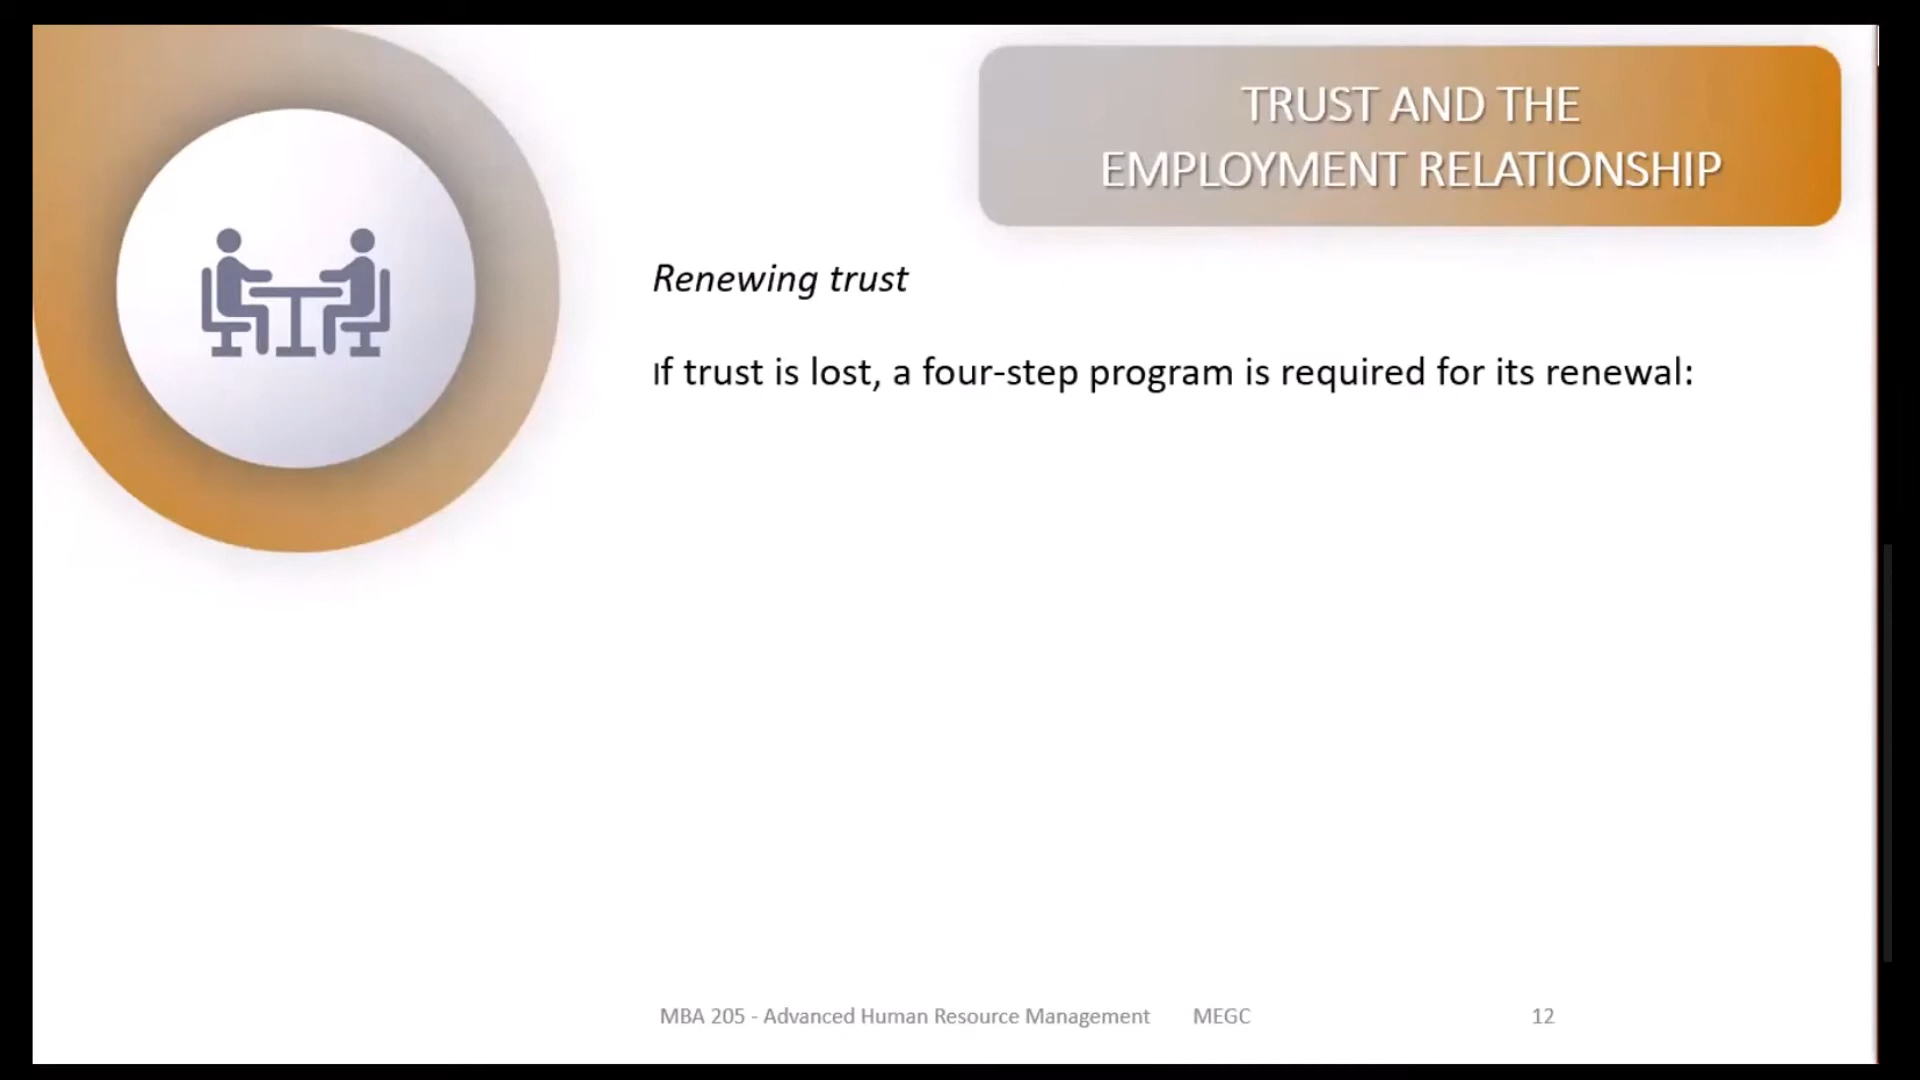 TRUST AND THE
EMPLOYMENT RELATIONSHIP
Renewing trust
If trust is lost, a four-step program is required for its renewal:
MBA 205 - Advanced Human Resource Management MEGC 12